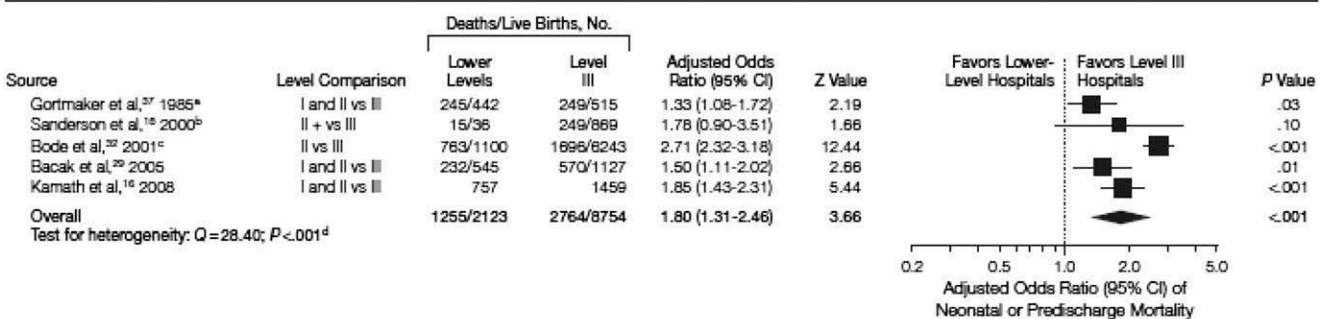 Deaths/Live Births, No.
Source Level Comparison Lower Levels Level III Adjusted Odds Ratio (95% CI) Z Value Favors Lower-Level Hospitals Favors Level III Hospitals P Value
Gortmaker et al,37 1985a I and II vs III 245/442 249/515 1.33 (1.08-1.72) 2.19 .03
Sanderson et al,18 2000b II + vs III 15/36 249/869 1.78 (0.90-3.51) 1.66 .10
Bode et al,32 2001c II vs III 763/1100 1696/6243 2.71 (2.32-3.18) 12.44 <.001
Bacak et al,29 2005 I and II vs III 232/545 570/1127 1.50 (1.11-2.02) 2.66 .01
Kamath et al,16 2008 I and II vs III 757 1459 1.85 (1.43-2.31) 5.44 <.001
Overall 1255/2123 2764/8754 1.80 (1.31-2.46) 3.66 <.001
Test for heterogeneity: Q=28.40; P<.001d
0.2 0.5 1.0 2.0 5.0
Adjusted Odds Ratio (95% CI) of
Neonatal or Predischarge Mortality